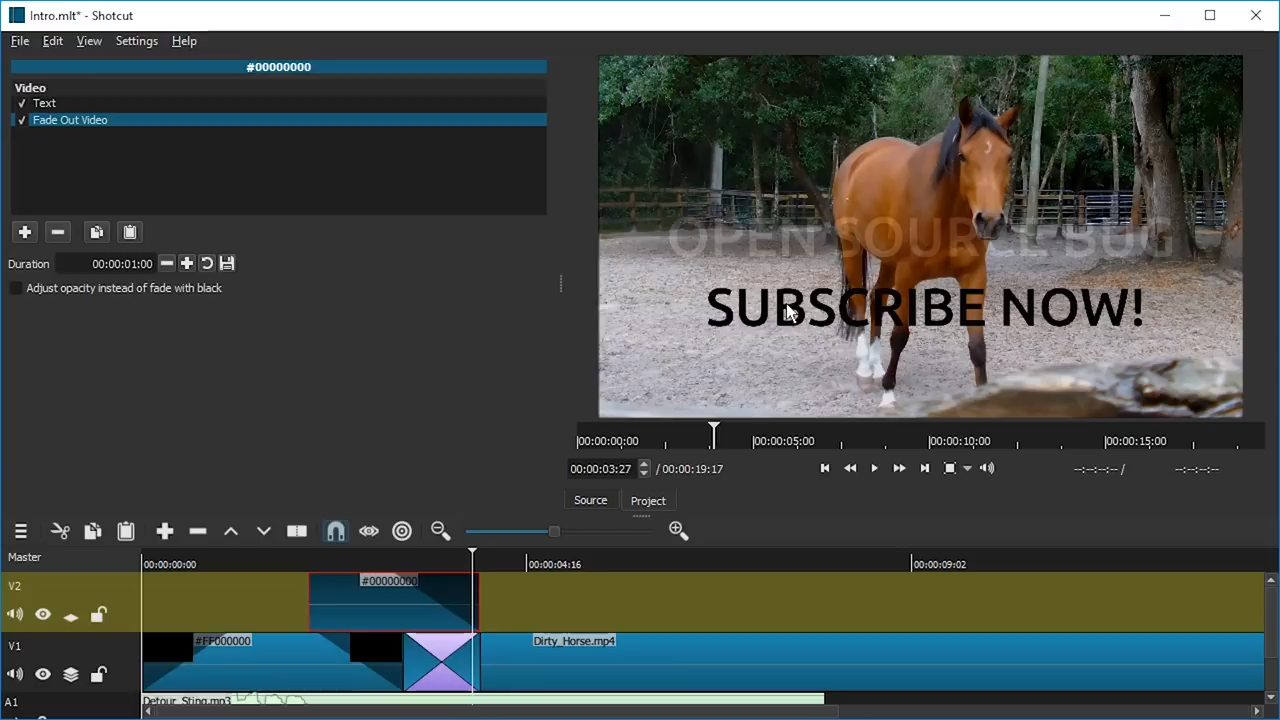 Intro.mlt* - Shotcut
File Edit View Settings Help
#00000000
Video
✓ Text
✓ Fade Out Video
Duration 00:00:01:00
Adjust opacity instead of fade with black
OPEN SOURCE BUG
SUBSCRIBE NOW!
|00:00:00:00 |00:00:05:00 |00:00:10:00 |00:00:15:00
00:00:03:27 / 00:00:19:17 --:--:--:-- / --:--:--:--
Source Project
Master 00:00:00:00 00:00:04:16 00:00:09:02
V2 #00000000
V1 #FF000000 Dirty_Horse.mp4
A1 Detour_Sting.mp3